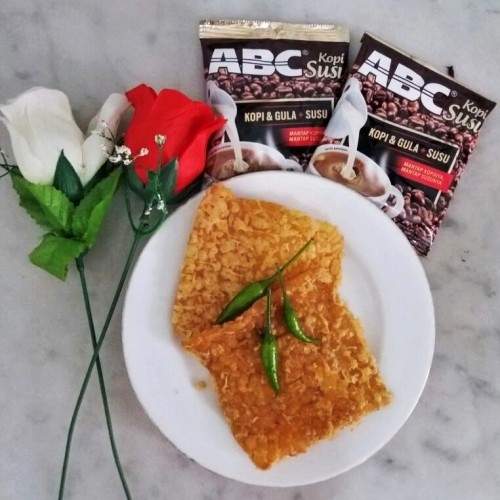 ABC®
Kopi
Susu
KOPI & GULA + SUSU
MANTAP KOPINYA
MANTAP SUSUNYA
ABC®
Kopi
Susu
KOPI & GULA + SUSU
MANTAP KOPINYA
MANTAP SUSUNYA